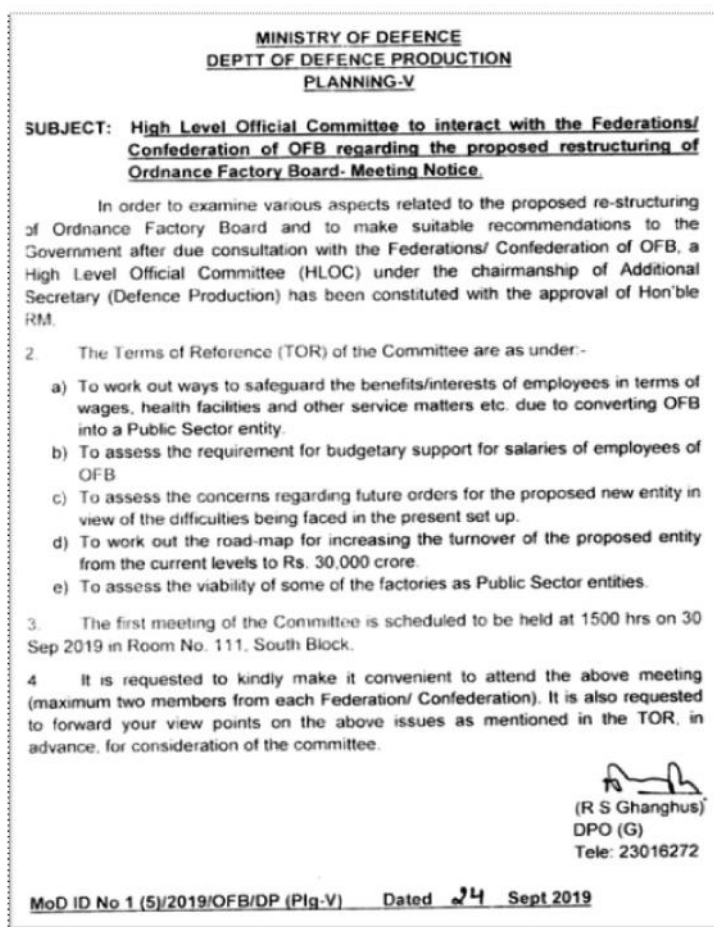 MINISTRY OF DEFENCE
DEPTT OF DEFENCE PRODUCTION
PLANNING-V
SUBJECT: High Level Official Committee to interact with the Federations/
Confederation of OFB regarding the proposed restructuring of
Ordnance Factory Board- Meeting Notice.
In order to examine various aspects related to the proposed re-structuring
of Ordnance Factory Board and to make suitable recommendations to the
Government after due consultation with the Federations/ Confederation of OFB, a
High Level Official Committee (HLOC) under the chairmanship of Additional
Secretary (Defence Production) has been constituted with the approval of Hon'ble
RM.
2. The Terms of Reference (TOR) of the Committee are as under:-
a) To work out ways to safeguard the benefits/interests of employees in terms of
wages, health facilities and other service matters etc. due to converting OFB
into a Public Sector entity.
b) To assess the requirement for budgetary support for salaries of employees of
OFB
c) To assess the concerns regarding future orders for the proposed new entity in
view of the difficulties being faced in the present set up.
d) To work out the road-map for increasing the turnover of the proposed entity
from the current levels to Rs. 30,000 crore.
e) To assess the viability of some of the factories as Public Sector entities.
3. The first meeting of the Committee is scheduled to be held at 1500 hrs on 30
Sep 2019 in Room No. 111, South Block.
4 It is requested to kindly make it convenient to attend the above meeting
(maximum two members from each Federation/ Confederation). It is also requested
to forward your view points on the above issues as mentioned in the TOR, in
advance, for consideration of the committee.
(R S Ghanghus)
DPO (G)
Tele: 23016272
MoD ID No 1 (5)/2019/OFB/DP (Plg-V) Dated 24 Sept 2019